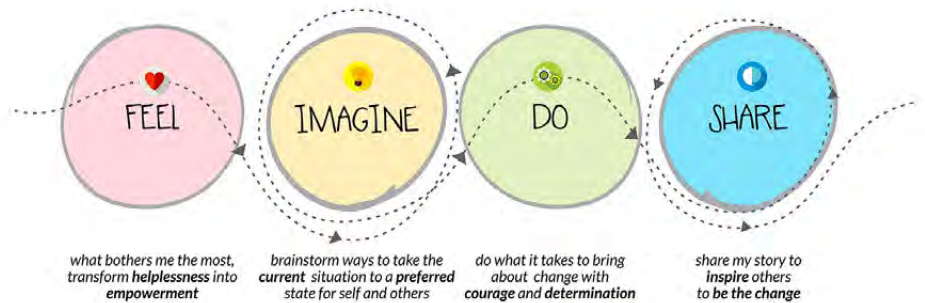 FEEL
IMAGINE
DO
SHARE
what bothers me the most,
transform helplessness into
empowerment
brainstorm ways to take the
current situation to a preferred
state for self and others
do what it takes to bring
about change with
courage and determination
share my story to
inspire others
to be the change